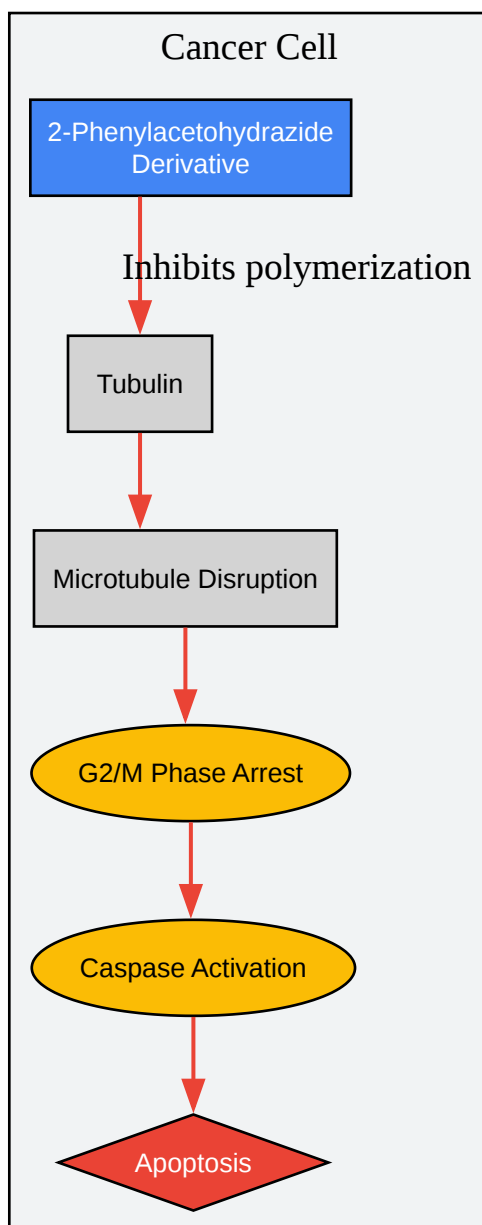 Cancer Cell
2-Phenylacetohydrazide
Derivative
Inhibits polymerization
Tubulin
Microtubule Disruption
G2/M Phase Arrest
Caspase Activation
Apoptosis